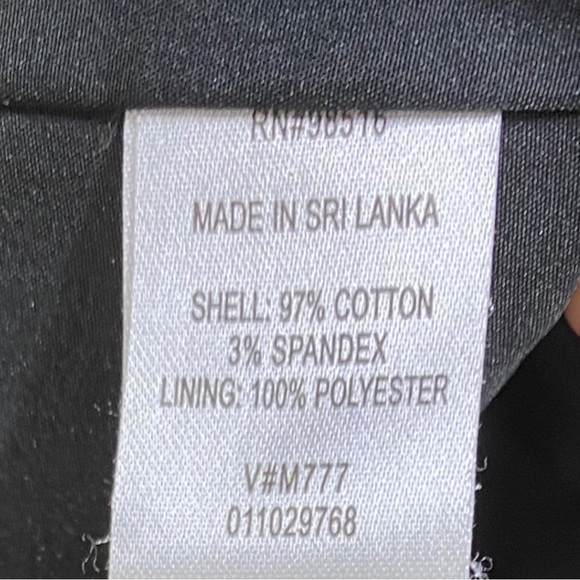 RN#98516
MADE IN SRI LANKA
SHELL: 97% COTTON
3% SPANDEX
LINING: 100% POLYESTER
V#M777
011029768